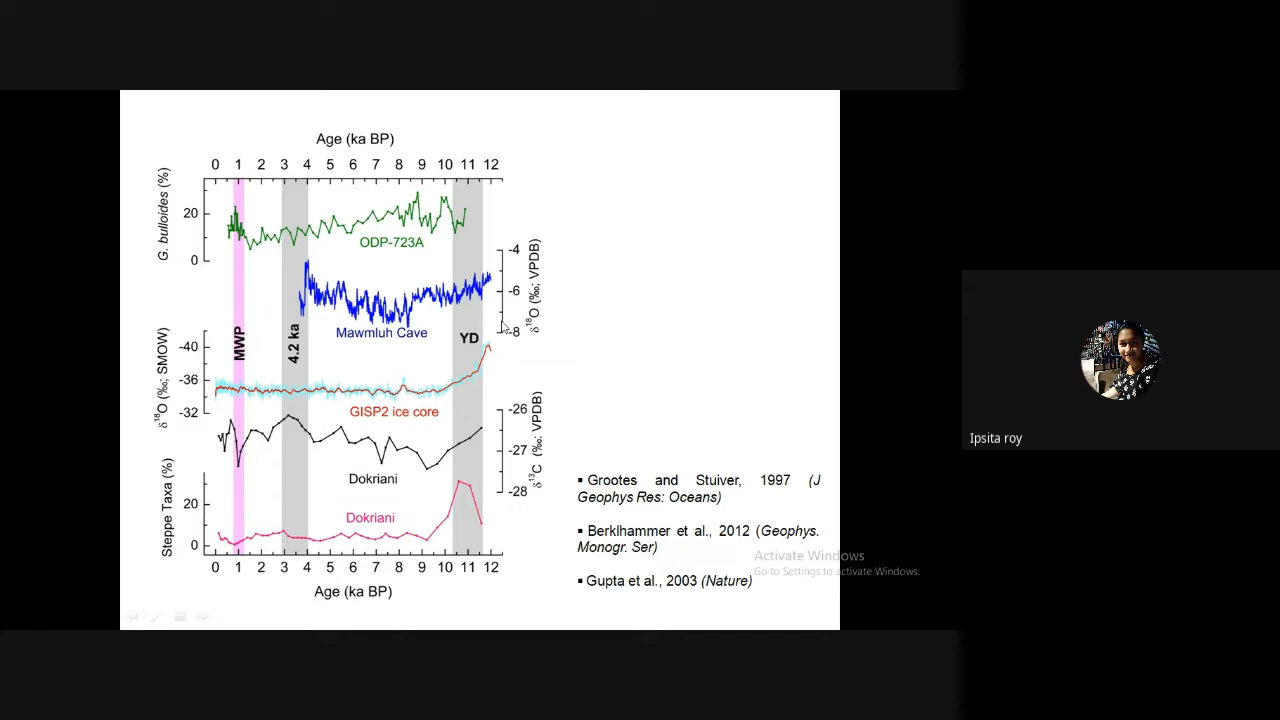 Age (ka BP)
0 1 2 3 4 5 6 7 8 9 10 11 12
G. bulloides (%)
20
0
ODP-723A
-4
-6
-8
δ18O (‰; VPDB)
Mawmluh Cave
MWP
4.2 ka
YD
δ18O (‰; SMOW)
-40
-36
-32
GISP2 ice core
-26
-27
-28
δ13C (‰; VPDB)
Dokriani
Steppe Taxa (%)
20
0
Dokriani
0 1 2 3 4 5 6 7 8 9 10 11 12
Age (ka BP)
▪ Grootes and Stuiver, 1997 (J
Geophys Res: Oceans)
▪ Berklhammer et al., 2012 (Geophys.
Monogr. Ser)
▪ Gupta et al., 2003 (Nature)
Activate Windows
Go to Settings to activate Windows.
Ipsita roy